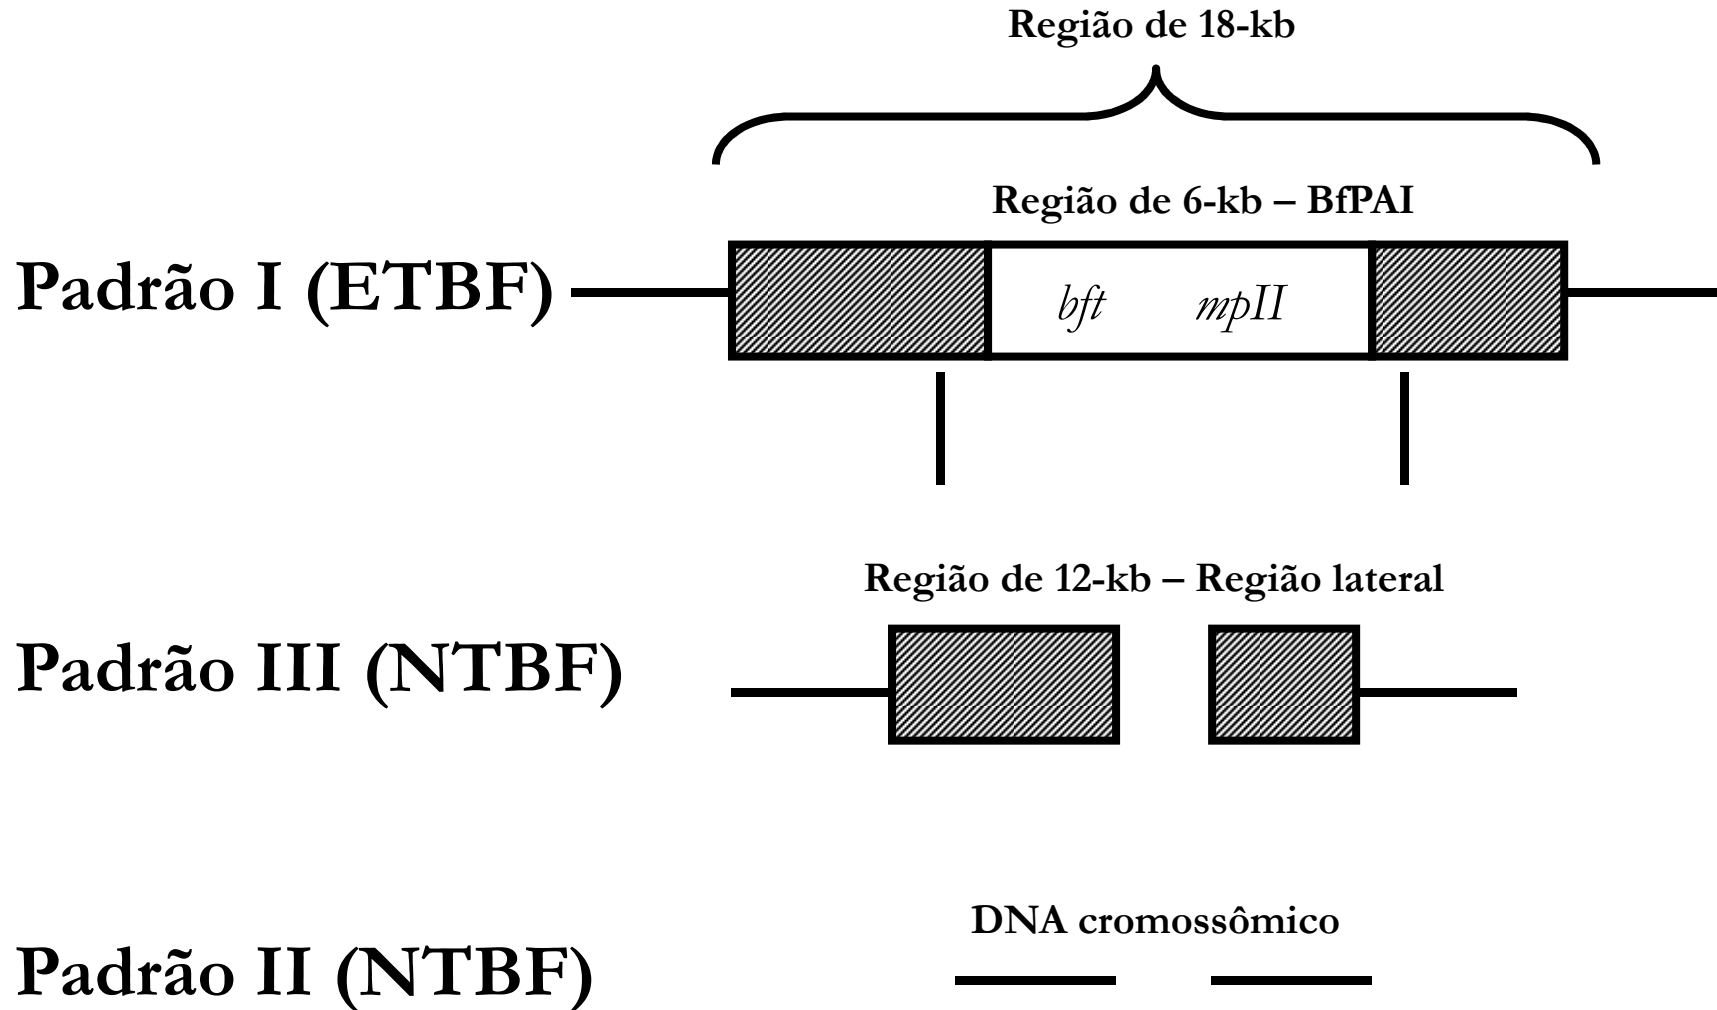 Região de 18-kb
Região de 6-kb – BfPAI
Padrão I (ETBF)
bft mpII
Região de 12-kb – Região lateral
Padrão III (NTBF)
DNA cromossômico
Padrão II (NTBF)